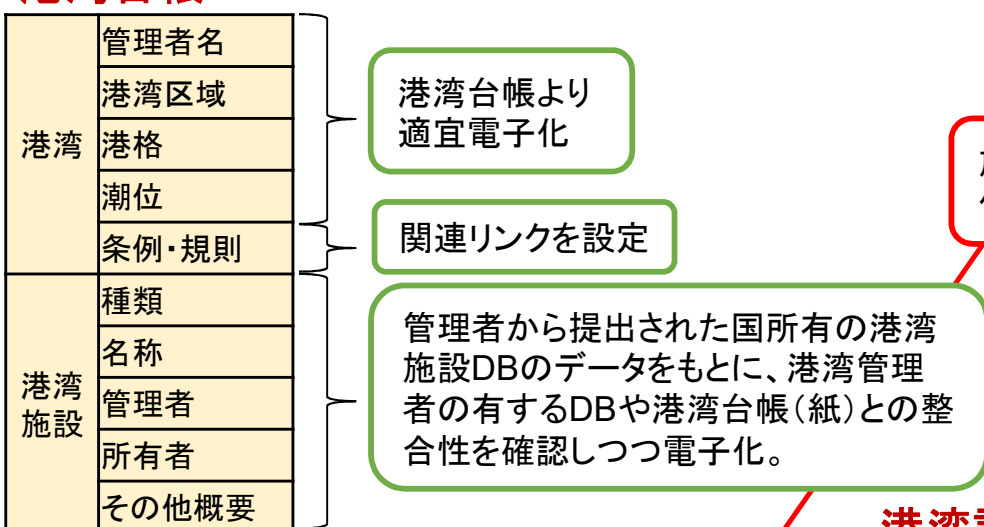 港湾
管理者名
港湾区域
港格
潮位
条例・規則
港湾
施設
種類
名称
管理者
所有者
その他概要
港湾台帳より
適宜電子化
関連リンクを設定
管理者から提出された国所有の港湾
施設DBのデータをもとに、港湾管理
者の有するDBや港湾台帳(紙)との整
合性を確認しつつ電子化。
港湾